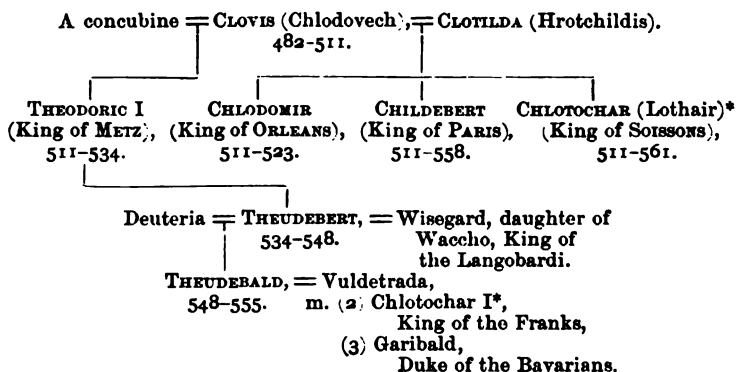 A concubine = CLOVIS (Chlodovech), = CLOTILDA (Hrotchildis).
482-511.
THEODORIC I CHLODOMIR CHILDEBERT CHLOTOCHAR (Lothair)*
(King of METZ), (King of ORLEANS), (King of PARIS), (King of SOISSONS),
511-534. 511-523. 511-558. 511-561.
Deuteria = THEUDEBERT, = Wisegard, daughter of
534-548. Waccho, King of
the Langobardi.
THEUDEBALD, = Vuldetrada,
548-555. m. (2) Chlotochar I*,
King of the Franks,
(3) Garibald,
Duke of the Bavarians.